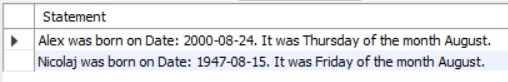 Statement
Alex was born on Date: 2000-08-24. It was Thursday of the month August.
Nicolaj was born on Date: 1947-08-15. It was Friday of the month August.